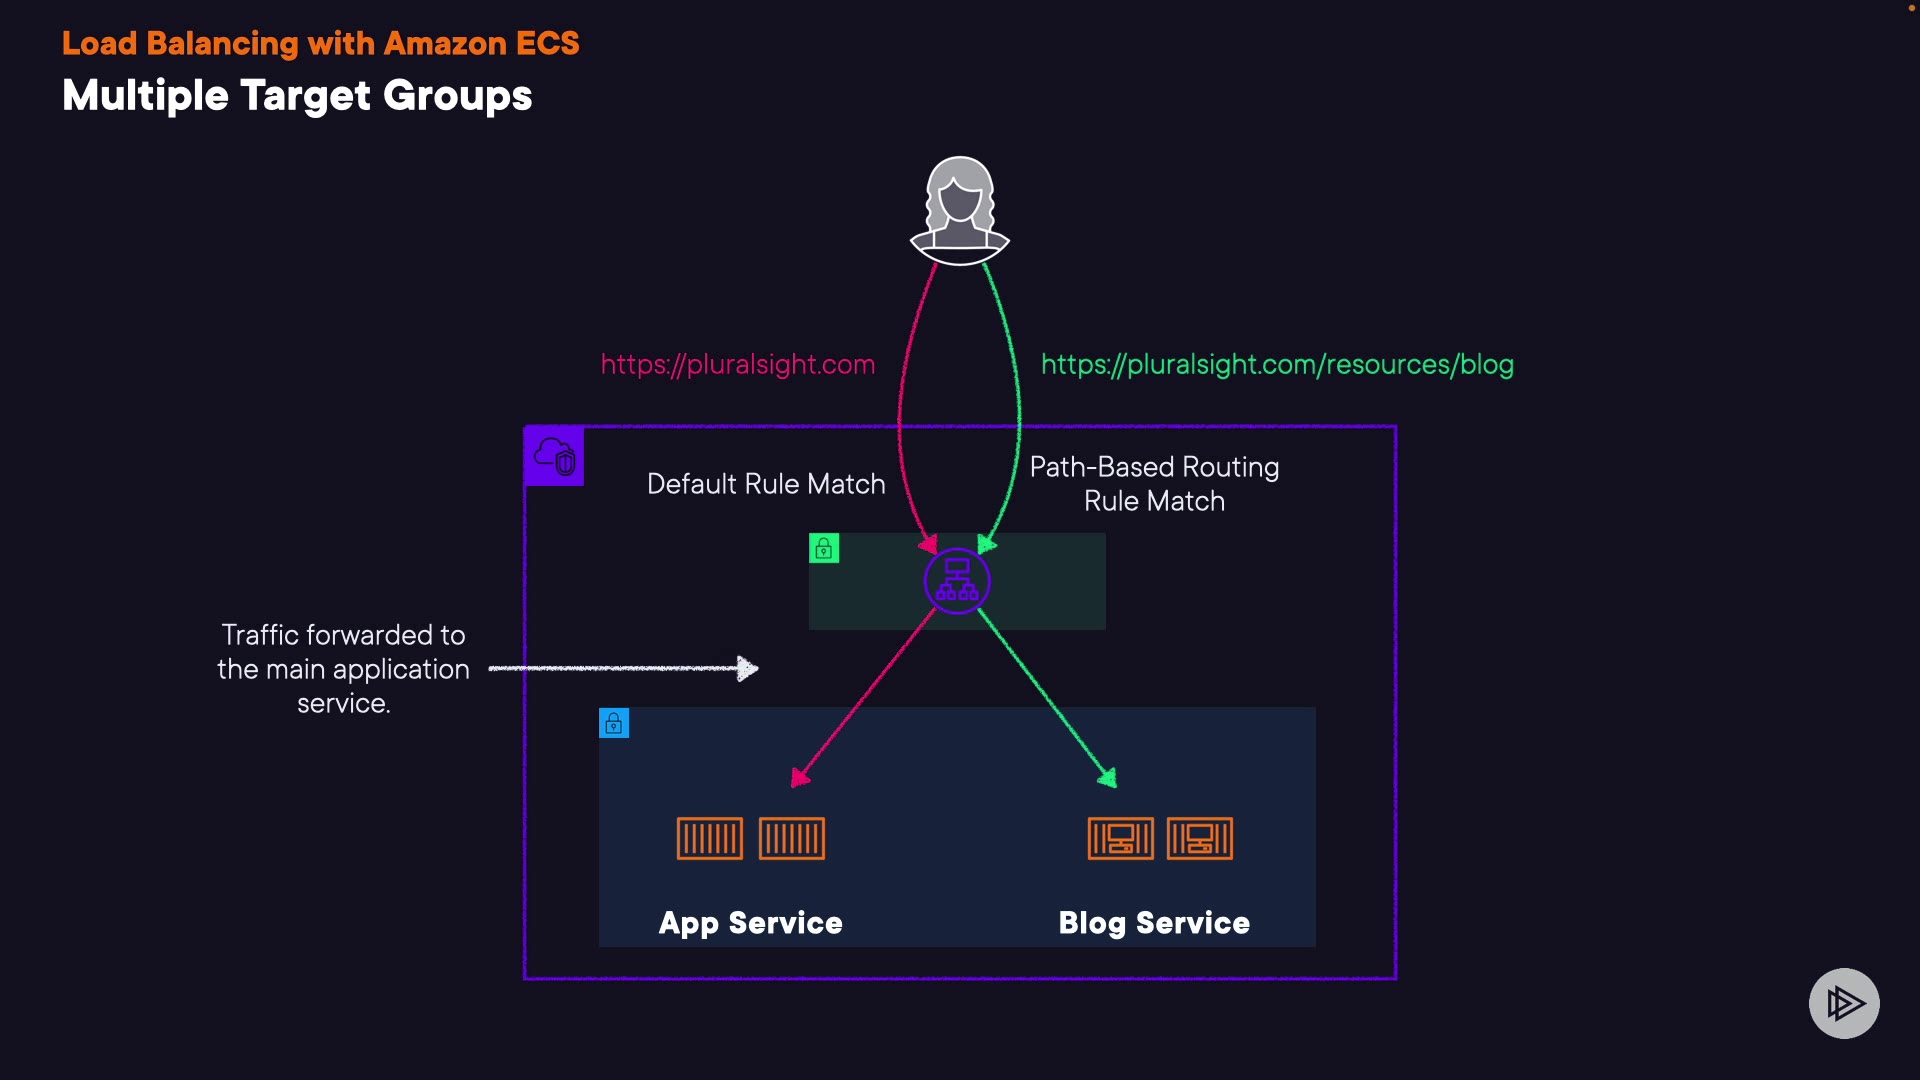 Load Balancing with Amazon ECS
Multiple Target Groups
https://pluralsight.com
https://pluralsight.com/resources/blog
Default Rule Match
Path-Based Routing
Rule Match
Traffic forwarded to
the main application
service.
App Service
Blog Service